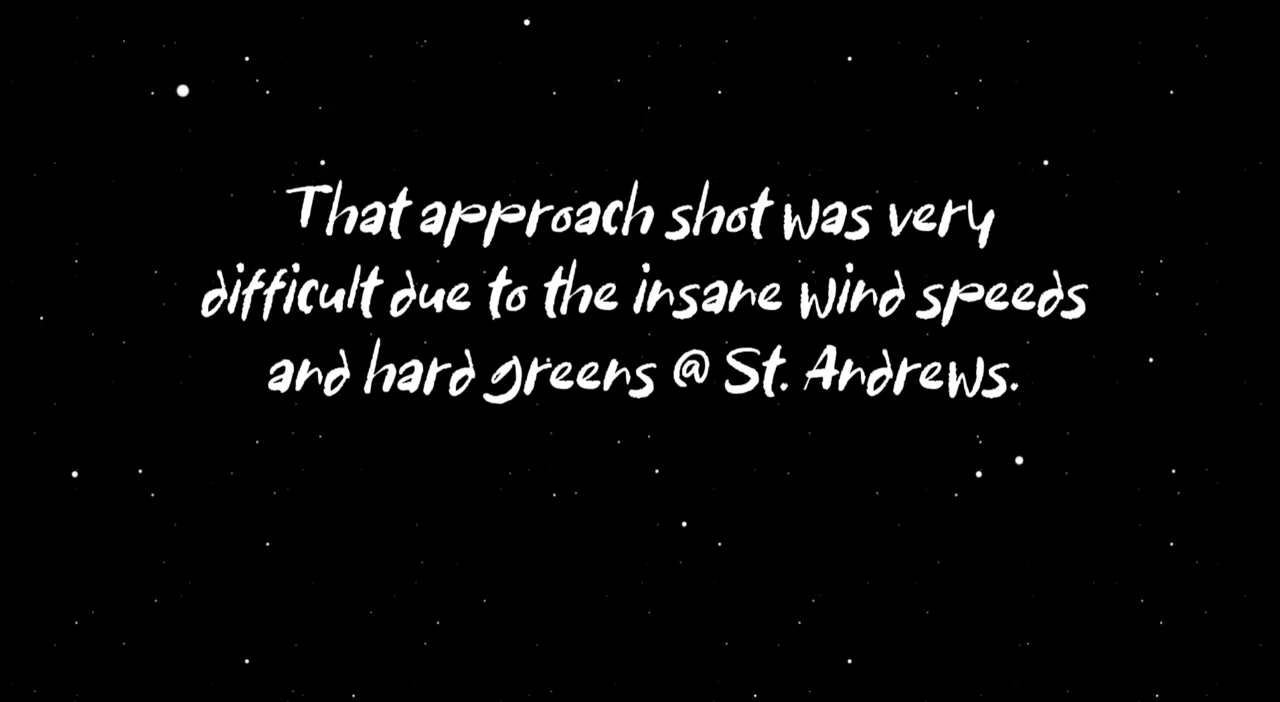 That approach shot was very
difficult due to the insane wind speeds
and hard greens @ St. Andrews.